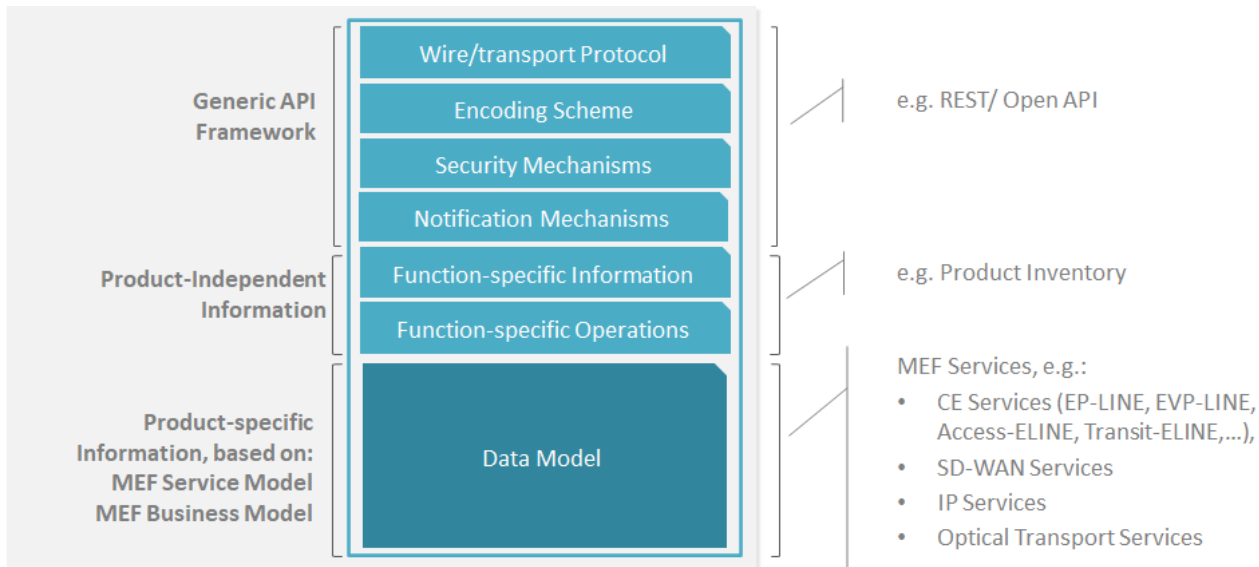 Wire/transport Protocol
Encoding Scheme
Security Mechanisms
Notification Mechanisms
Function-specific Information
Function-specific Operations
Data Model
Generic API
Framework
Product-Independent
Information
Product-specific
Information, based on:
MEF Service Model
MEF Business Model
e.g. REST/ Open API
e.g. Product Inventory
MEF Services, e.g.:
• CE Services (EP-LINE, EVP-LINE,
Access-ELINE, Transit-ELINE,...),
• SD-WAN Services
• IP Services
• Optical Transport Services